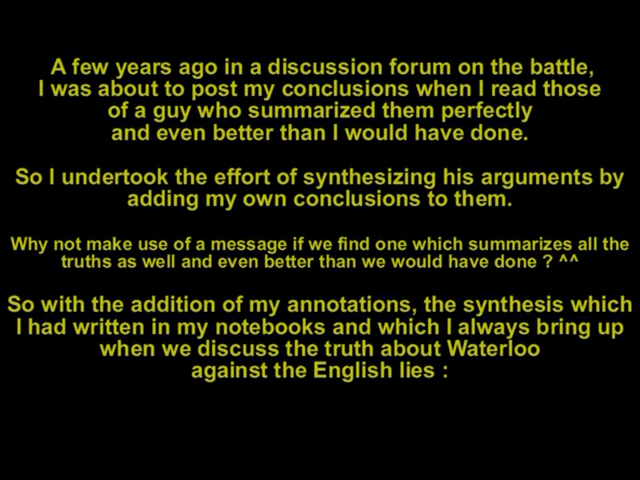 A few years ago in a discussion forum on the battle,
I was about to post my conclusions when I read those
of a guy who summarized them perfectly
and even better than I would have done.
So I undertook the effort of synthesizing his arguments by
adding my own conclusions to them.
Why not make use of a message if we find one which summarizes all the
truths as well and even better than we would have done ? ^^
So with the addition of my annotations, the synthesis which
I had written in my notebooks and which I always bring up
when we discuss the truth about Waterloo
against the English lies :